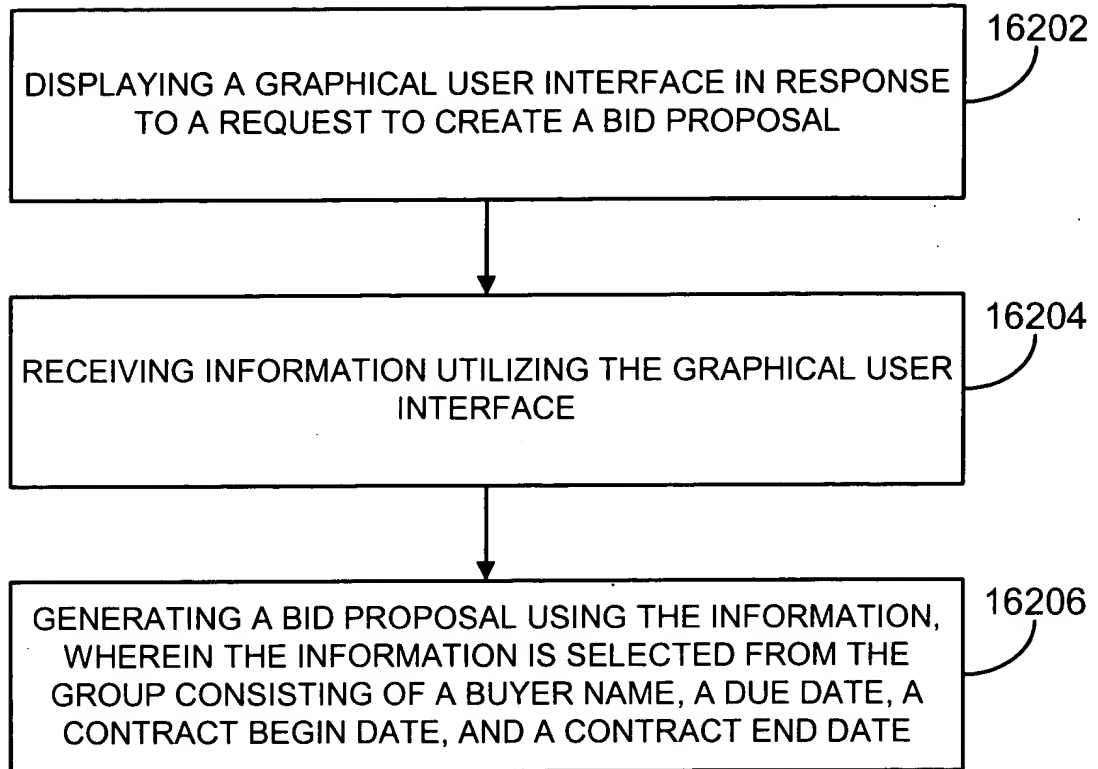 16202
DISPLAYING A GRAPHICAL USER INTERFACE IN RESPONSE
TO A REQUEST TO CREATE A BID PROPOSAL
16204
RECEIVING INFORMATION UTILIZING THE GRAPHICAL USER
INTERFACE
16206
GENERATING A BID PROPOSAL USING THE INFORMATION,
WHEREIN THE INFORMATION IS SELECTED FROM THE
GROUP CONSISTING OF A BUYER NAME, A DUE DATE, A
CONTRACT BEGIN DATE, AND A CONTRACT END DATE